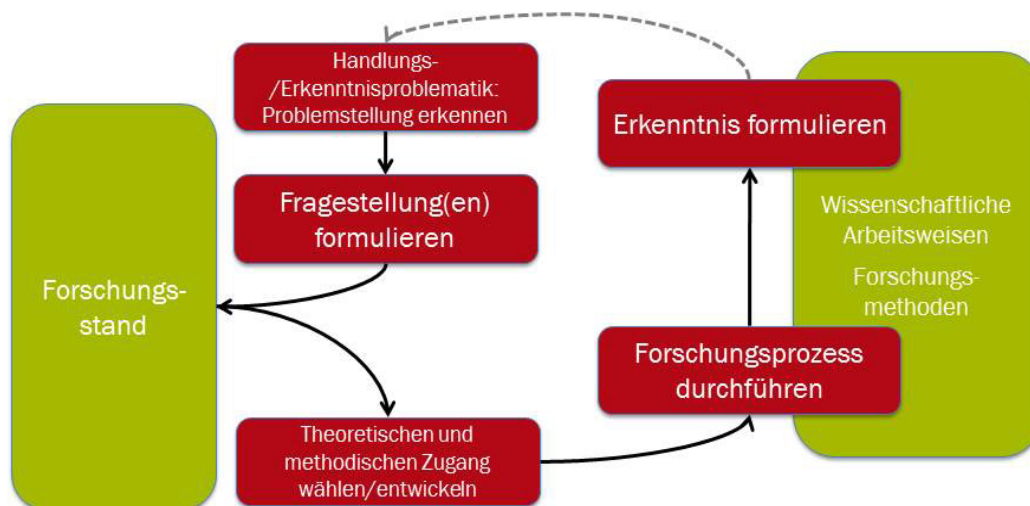 Handlungs-
/Erkenntnisproblematik:
Problemstellung erkennen
Fragestellung(en)
formulieren
Forschungs-
stand
Theoretischen und
methodischen Zugang
wählen/entwickeln
Forschungsprozess
durchführen
Erkenntnis formulieren
Wissenschaftliche
Arbeitsweisen
Forschungs-
methoden